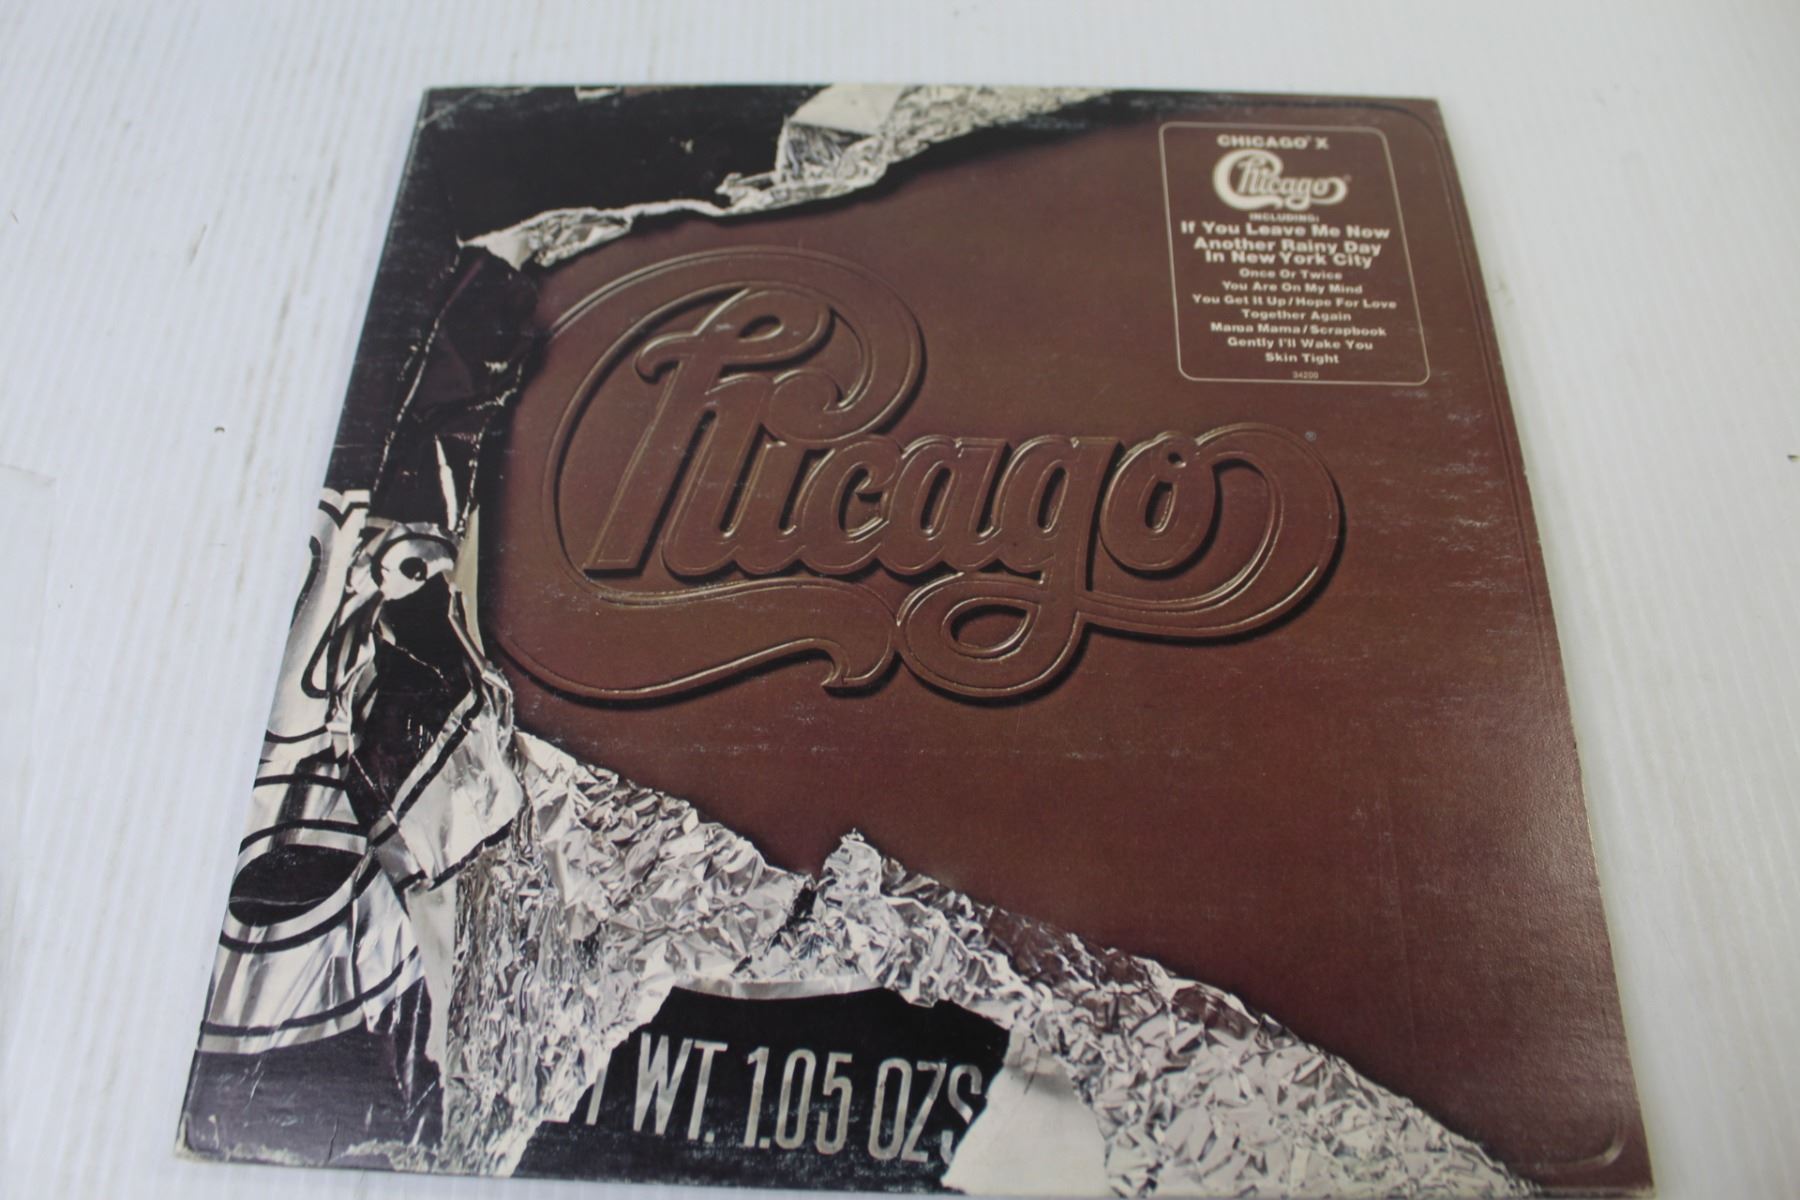 CHICAGO X
Chicago®
INCLUDING:
If You Leave Me Now
Another Rainy Day
In New York City
Once Or Twice
You Are On My Mind
You Get It Up/Hope For Love
Together Again
Mama Mama/Scrapbook
Gently I'll Wake You
Skin Tight
34200
Chicago®
WT. 1.05 OZS